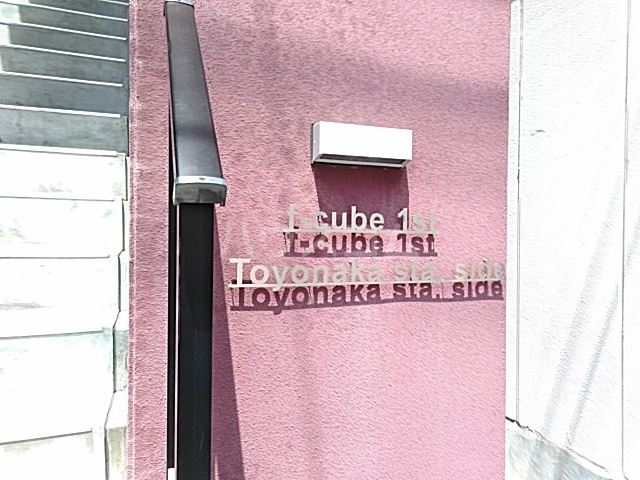 f-cube 1st
Toyonaka sta. side